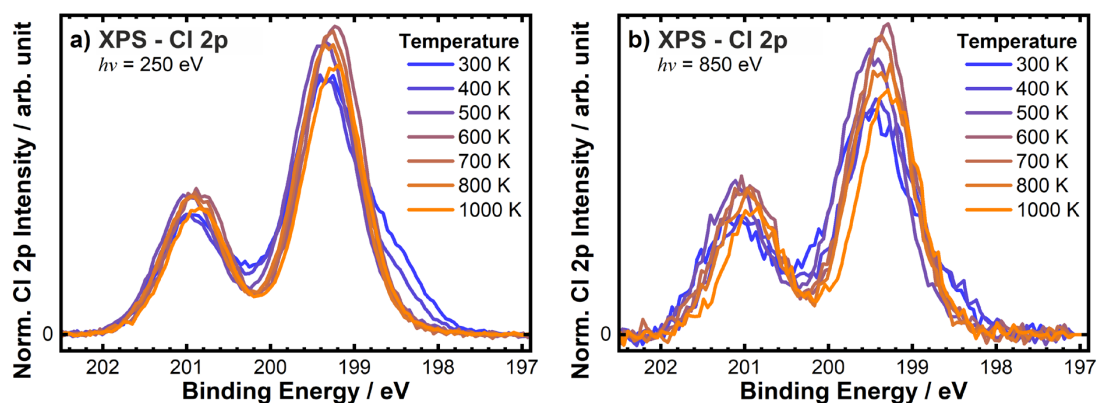 a) XPS - Cl 2p
hν = 250 eV
Temperature
300 K
400 K
500 K
600 K
700 K
800 K
1000 K
Norm. Cl 2p Intensity / arb. unit
0
202 201 200 199 198 197
Binding Energy / eV
b) XPS - Cl 2p
hν = 850 eV
Temperature
300 K
400 K
500 K
600 K
700 K
800 K
1000 K
Norm. Cl 2p Intensity / arb. unit
0
202 201 200 199 198 197
Binding Energy / eV